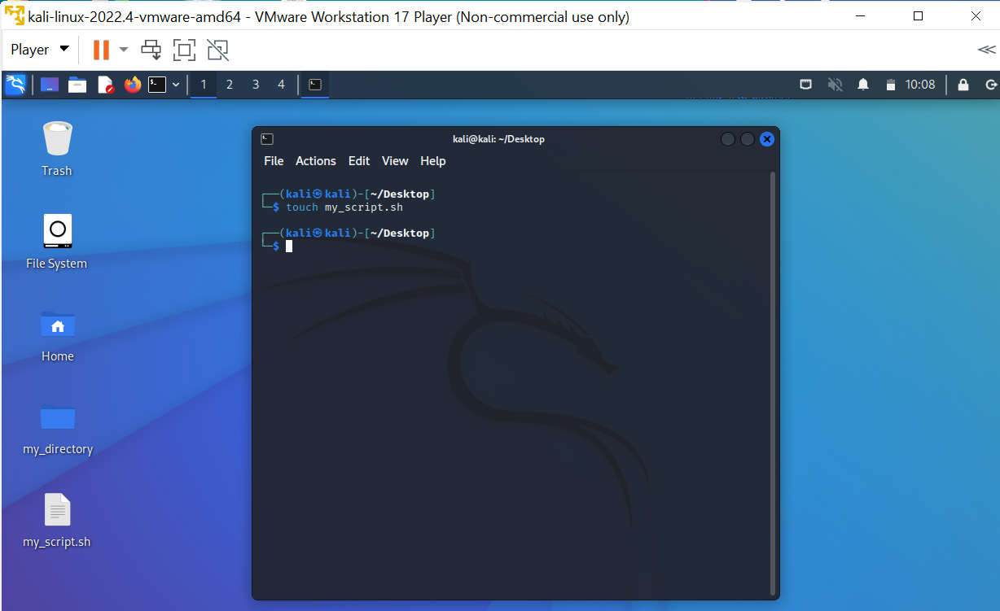 kali-linux-2022.4-vmware-amd64 - VMware Workstation 17 Player (Non-commercial use only)
Player
1 2 3 4 10:08
Trash
File System
Home
my_directory
my_script.sh
kali@kali: ~/Desktop
File Actions Edit View Help
┌──(kali㉿kali)-[~/Desktop]
└─$ touch my_script.sh
┌──(kali㉿kali)-[~/Desktop]
└─$